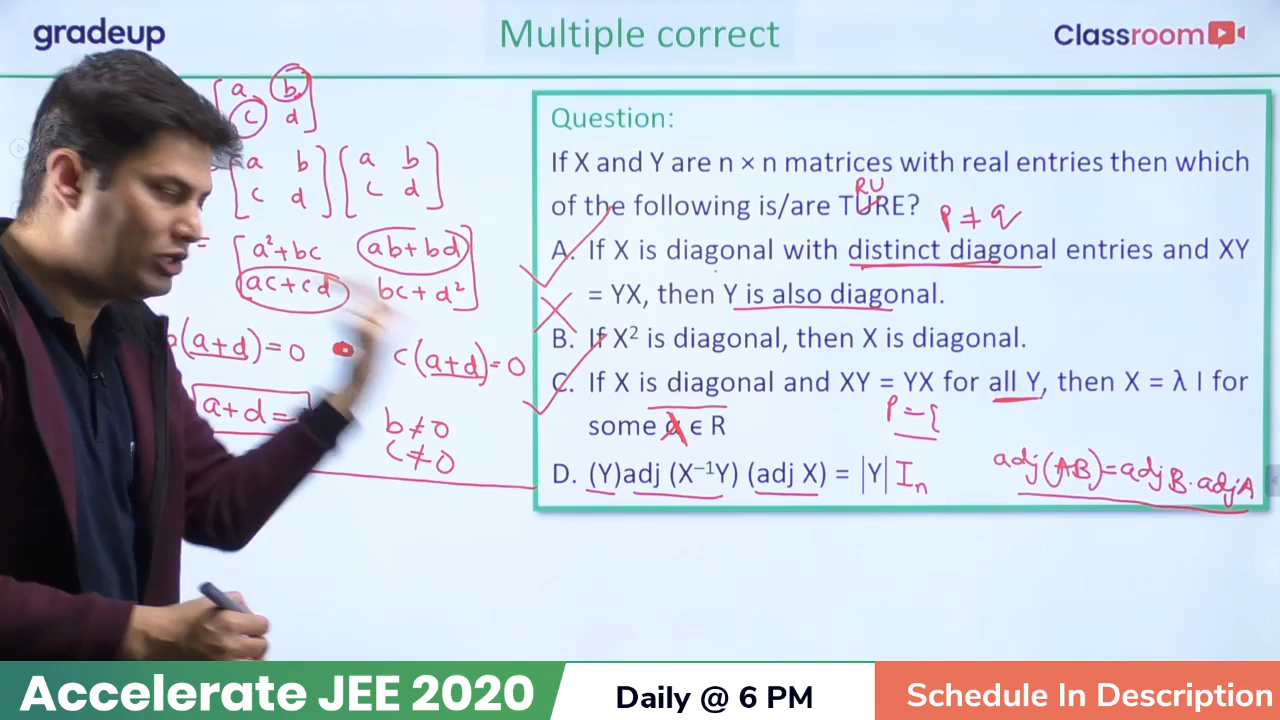 gradeup
Multiple correct
Classroom
a b
c d
a b a b
c d c d
= a²+bc ab+bd
ac+cd bc+d²
b(a+d)=0 c(a+d)=0
a+d=
b≠0
c≠0
Question:
If X and Y are n × n matrices with real entries then which
RU
of the following is/are TURE? p≠q
A. If X is diagonal with distinct diagonal entries and XY
= YX, then Y is also diagonal.
B. If X² is diagonal, then X is diagonal.
C. If X is diagonal and XY = YX for all Y, then X = λ I for
some ϵ R
D. (Y)adj (X⁻¹Y) (adj X) = |Y| Iₙ
adj(AB)=adjB.adjA
Accelerate JEE 2020
Daily @ 6 PM
Schedule In Description